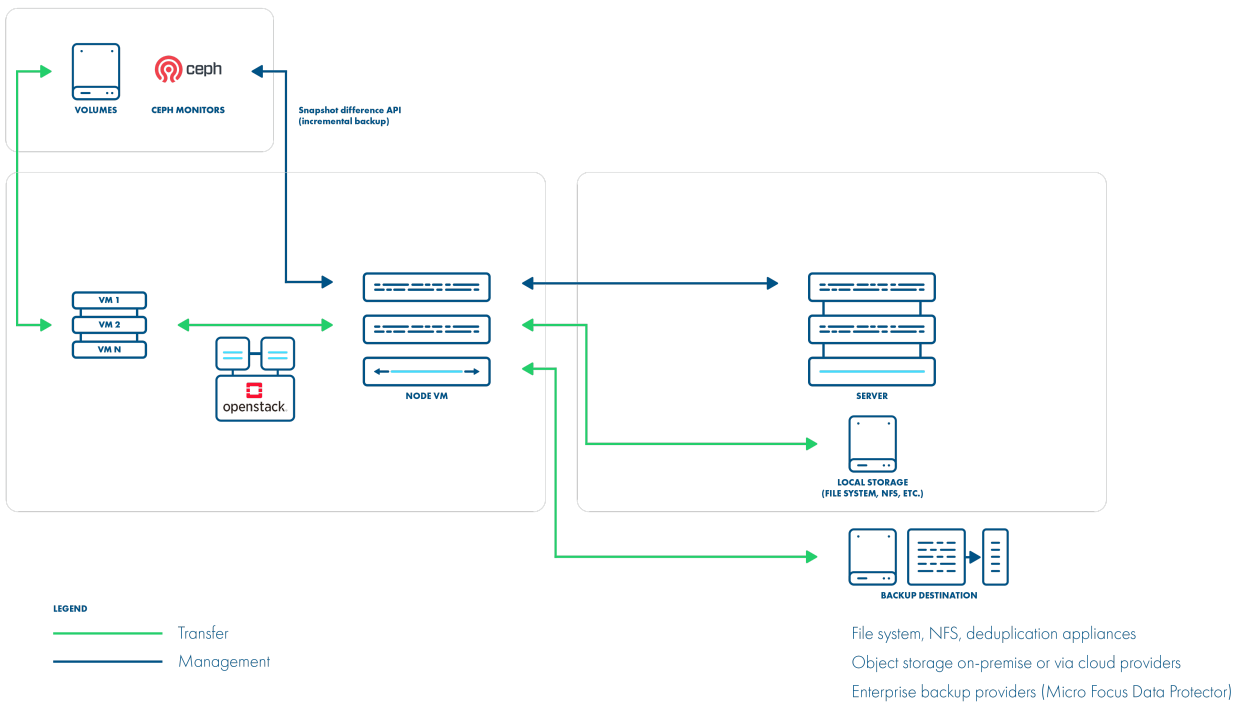 ceph
VOLUMES
CEPH MONITORS
Snapshot difference API
(incremental backup)
VM 1
VM 2
VM N
openstack.
NODE VM
SERVER
LOCAL STORAGE
(FILE SYSTEM, NFS, ETC.)
BACKUP DESTINATION
LEGEND
Transfer
Management
File system, NFS, deduplication appliances
Object storage on-premise or via cloud providers
Enterprise backup providers (Micro Focus Data Protector)